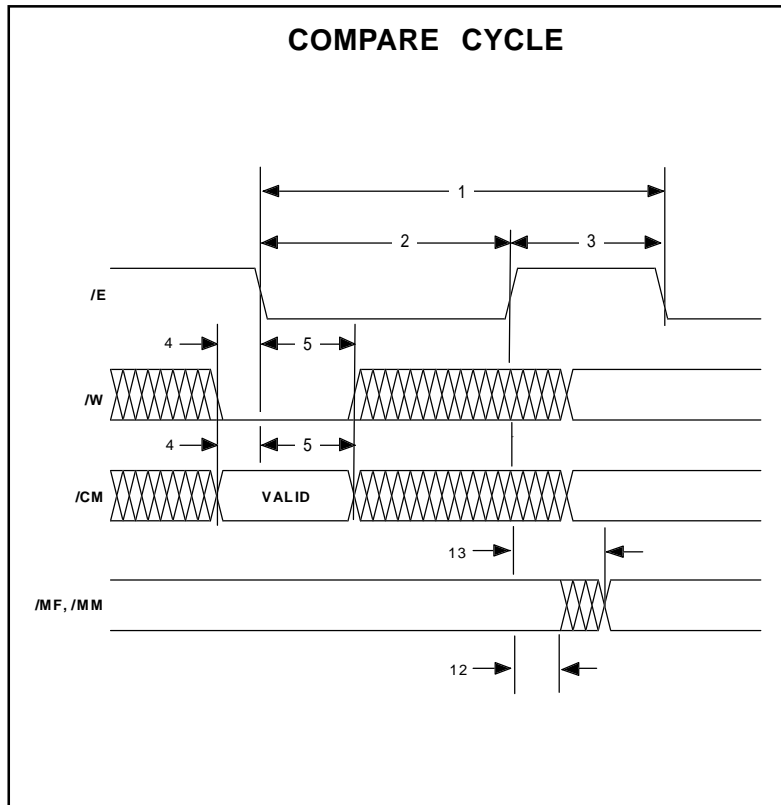 COMPARE CYCLE
1
2
3
/E
4
5
/W
4
5
/CM
VALID
13
/MF, /MM
12